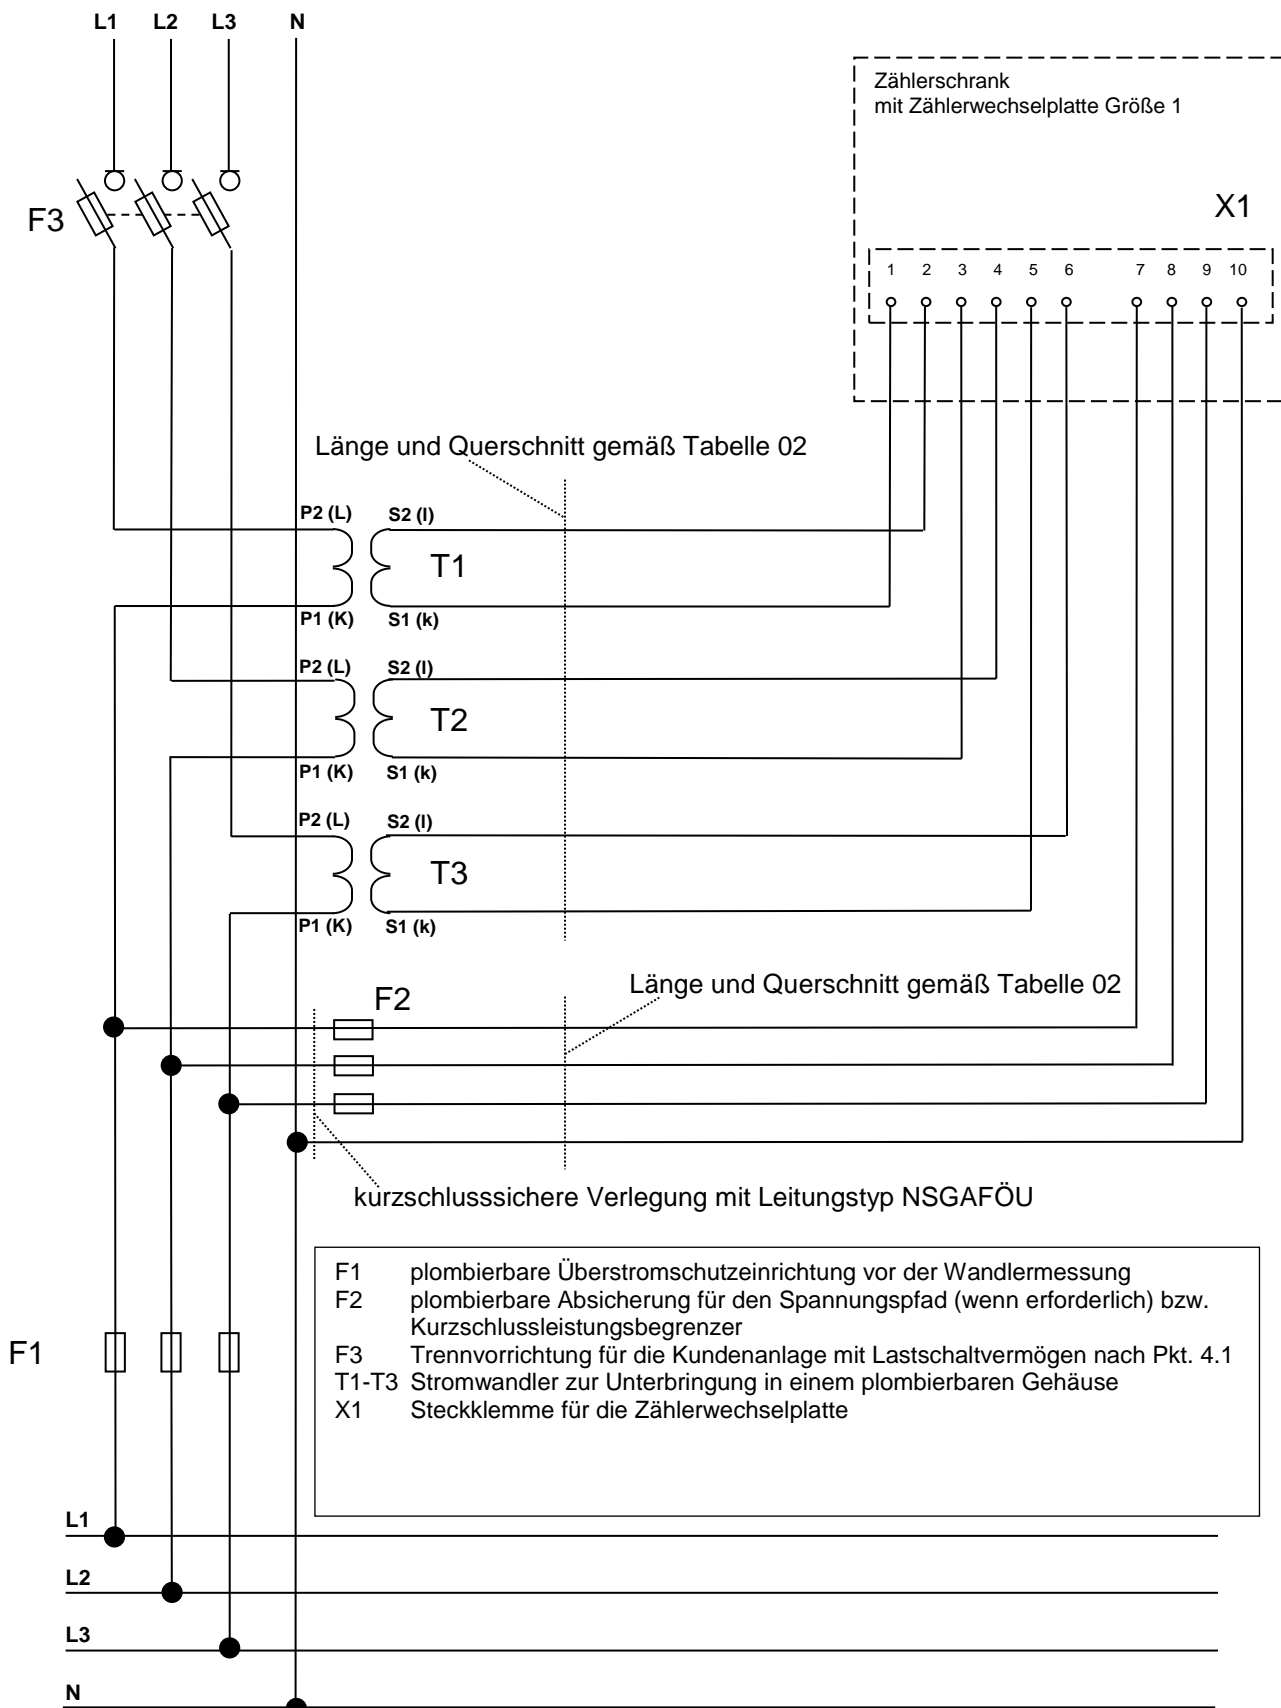 L1 L2 L3 N
Zählerschrank
mit Zählerwechselplatte Größe 1
F3
X1
1 2 3 4 5 6 7 8 9 10
Länge und Querschnitt gemäß Tabelle 02
P2 (L) S2 (l)
T1
P1 (K) S1 (k)
P2 (L) S2 (l)
T2
P1 (K) S1 (k)
P2 (L) S2 (l)
T3
P1 (K) S1 (k)
Länge und Querschnitt gemäß Tabelle 02
F2
kurzschlusssichere Verlegung mit Leitungstyp NSGAFÖU
F1 plombierbare Überstromschutzeinrichtung vor der Wandlermessung
F2 plombierbare Absicherung für den Spannungspfad (wenn erforderlich) bzw.
Kurzschlussleistungsbegrenzer
F3 Trennvorrichtung für die Kundenanlage mit Lastschaltvermögen nach Pkt. 4.1
T1-T3 Stromwandler zur Unterbringung in einem plombierbaren Gehäuse
X1 Steckklemme für die Zählerwechselplatte
F1
L1
L2
L3
N